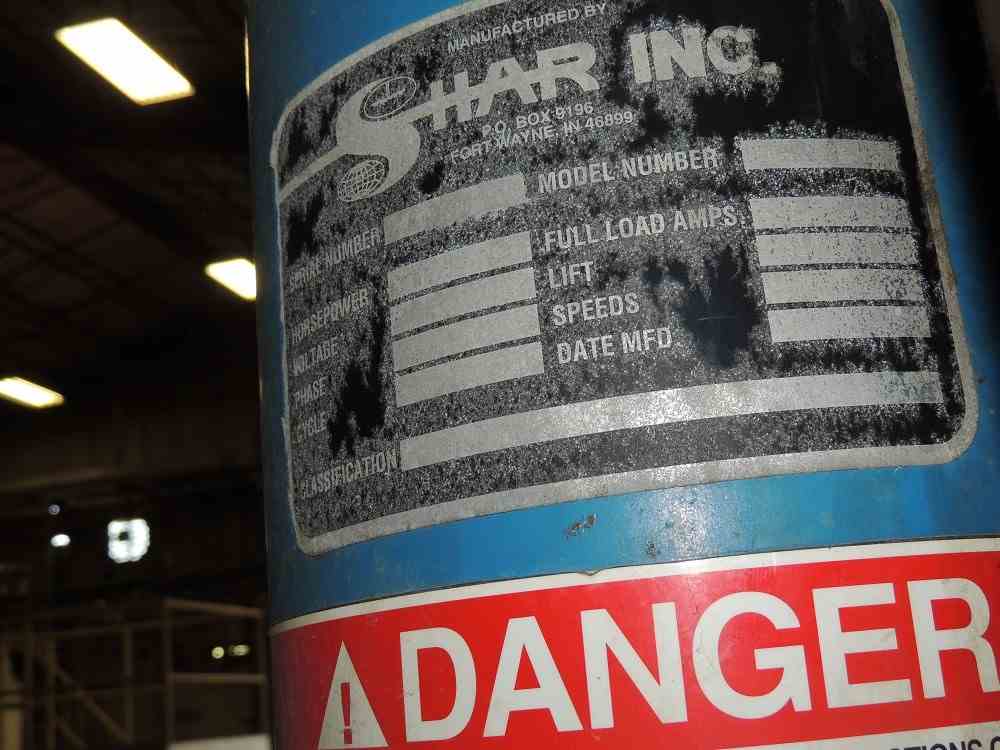 MANUFACTURED BY
SHAR INC.
P.O. BOX 9196
FORT WAYNE, IN 46899
NUMBER
MODEL NUMBER
HORSEPOWER
FULL LOAD AMPS
VOLTAGE
LIFT
PHASE
SPEEDS
CYCLE
DATE MFD
CLASSIFICATION
DANGER